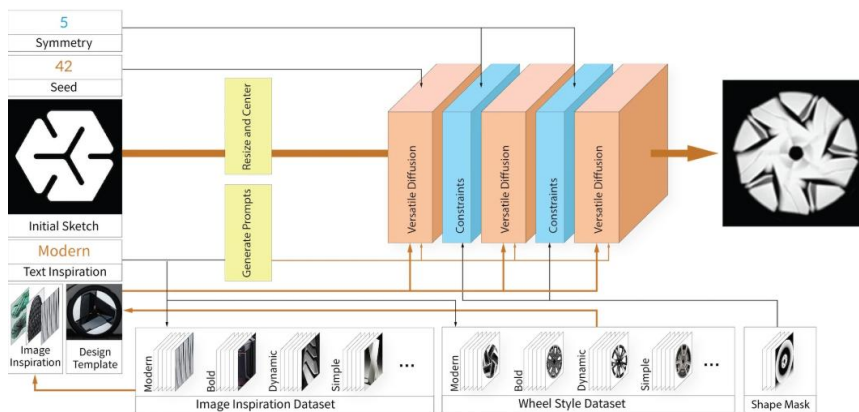 5
Symmetry
42
Seed
Initial Sketch
Modern
Text Inspiration
Image
Inspiration
Design
Template
Resize and Center
Generate Prompts
Versatile Diffusion
Constraints
Versatile Diffusion
Constraints
Versatile Diffusion
Modern
Bold
Dynamic
Simple
...
Image Inspiration Dataset
Modern
Bold
Dynamic
Simple
...
Wheel Style Dataset
Shape Mask